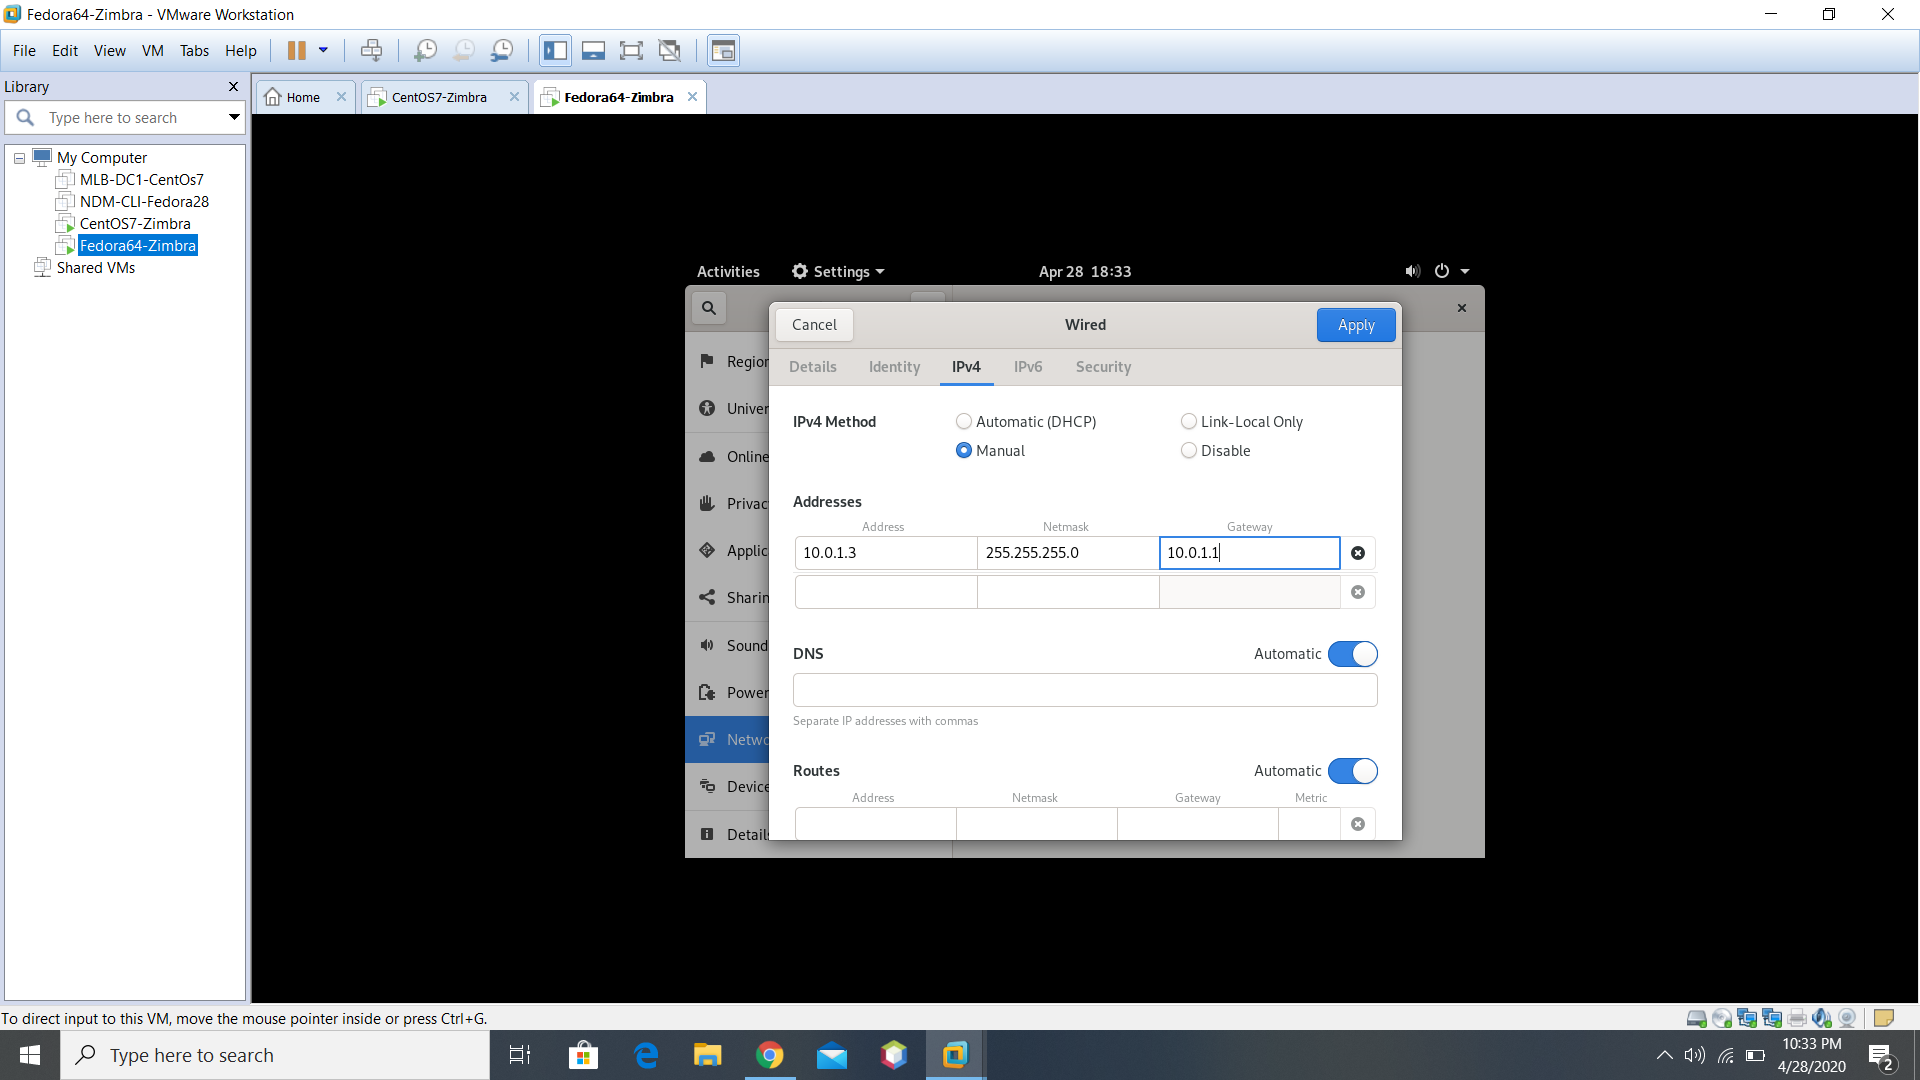 Fedora64-Zimbra - VMware Workstation
File Edit View VM Tabs Help
Library
Home
CentOS7-Zimbra
Fedora64-Zimbra
Type here to search
My Computer
MLB-DC1-CentOs7
NDM-CLI-Fedora28
CentOS7-Zimbra
Fedora64-Zimbra
Shared VMs
Activities
Settings
Apr 28 18:33
Cancel
Wired
Apply
Details
Identity
IPv4
IPv6
Security
Region
Univer
Online
Privac
Applic
Sharin
Sound
Power
Netwo
Device
Details
IPv4 Method
Automatic (DHCP)
Link-Local Only
Manual
Disable
Addresses
Address Netmask Gateway
10.0.1.3 255.255.255.0 10.0.1.1
DNS
Automatic
Separate IP addresses with commas
Routes
Automatic
Address Netmask Gateway Metric
To direct input to this VM, move the mouse pointer inside or press Ctrl+G.
Type here to search
10:33 PM
4/28/2020
2